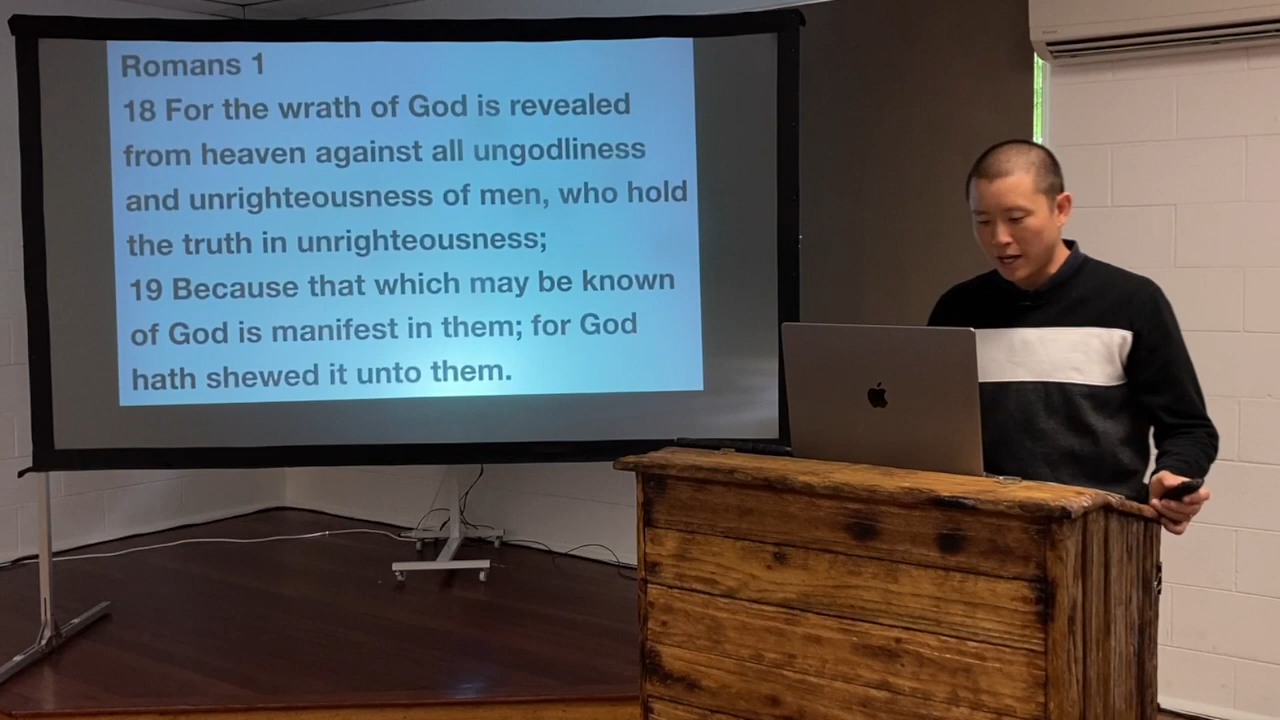 Romans 1
18 For the wrath of God is revealed
from heaven against all ungodliness
and unrighteousness of men, who hold
the truth in unrighteousness;
19 Because that which may be known
of God is manifest in them; for God
hath shewed it unto them.